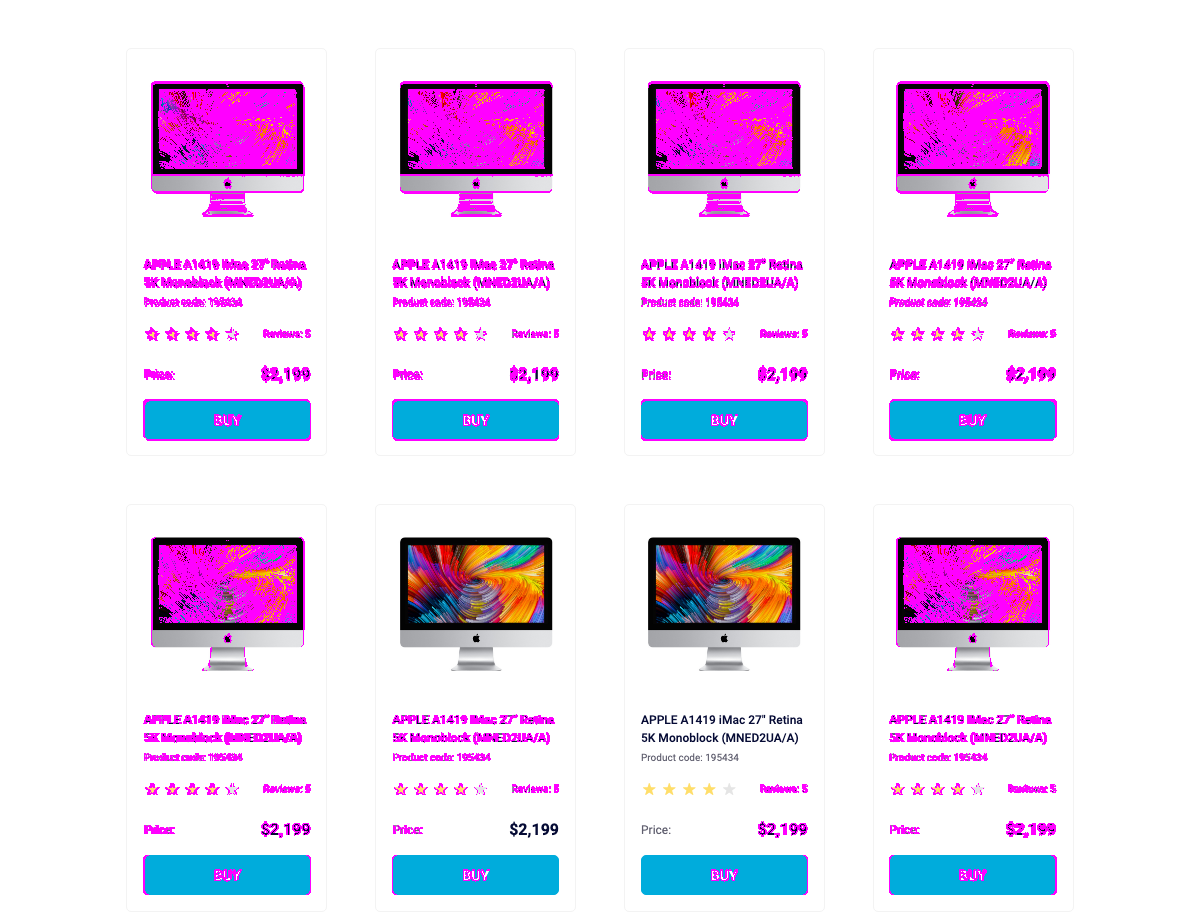 APPLE A1419 iMac 27" Retina
5K Monoblock (MNED2UA/A)
Product code: 195434
Reviews: 5
Price:
$2,199
BUY
APPLE A1419 iMac 27" Retina
5K Monoblock (MNED2UA/A)
Product code: 195434
Reviews: 5
Price:
$2,199
BUY
APPLE A1419 iMac 27" Retina
5K Monoblock (MNED2UA/A)
Product code: 195434
Reviews: 5
Price:
$2,199
BUY
APPLE A1419 iMac 27" Retina
5K Monoblock (MNED2UA/A)
Product code: 195434
Reviews: 5
Price:
$2,199
BUY
APPLE A1419 iMac 27" Retina
5K Monoblock (MNED2UA/A)
Product code: 195434
Reviews: 5
Price:
$2,199
BUY
APPLE A1419 iMac 27" Retina
5K Monoblock (MNED2UA/A)
Product code: 195434
Reviews: 5
Price:
$2,199
BUY
APPLE A1419 iMac 27" Retina
5K Monoblock (MNED2UA/A)
Product code: 195434
Reviews: 5
Price:
$2,199
BUY
APPLE A1419 iMac 27" Retina
5K Monoblock (MNED2UA/A)
Product code: 195434
Reviews: 5
Price:
$2,199
BUY